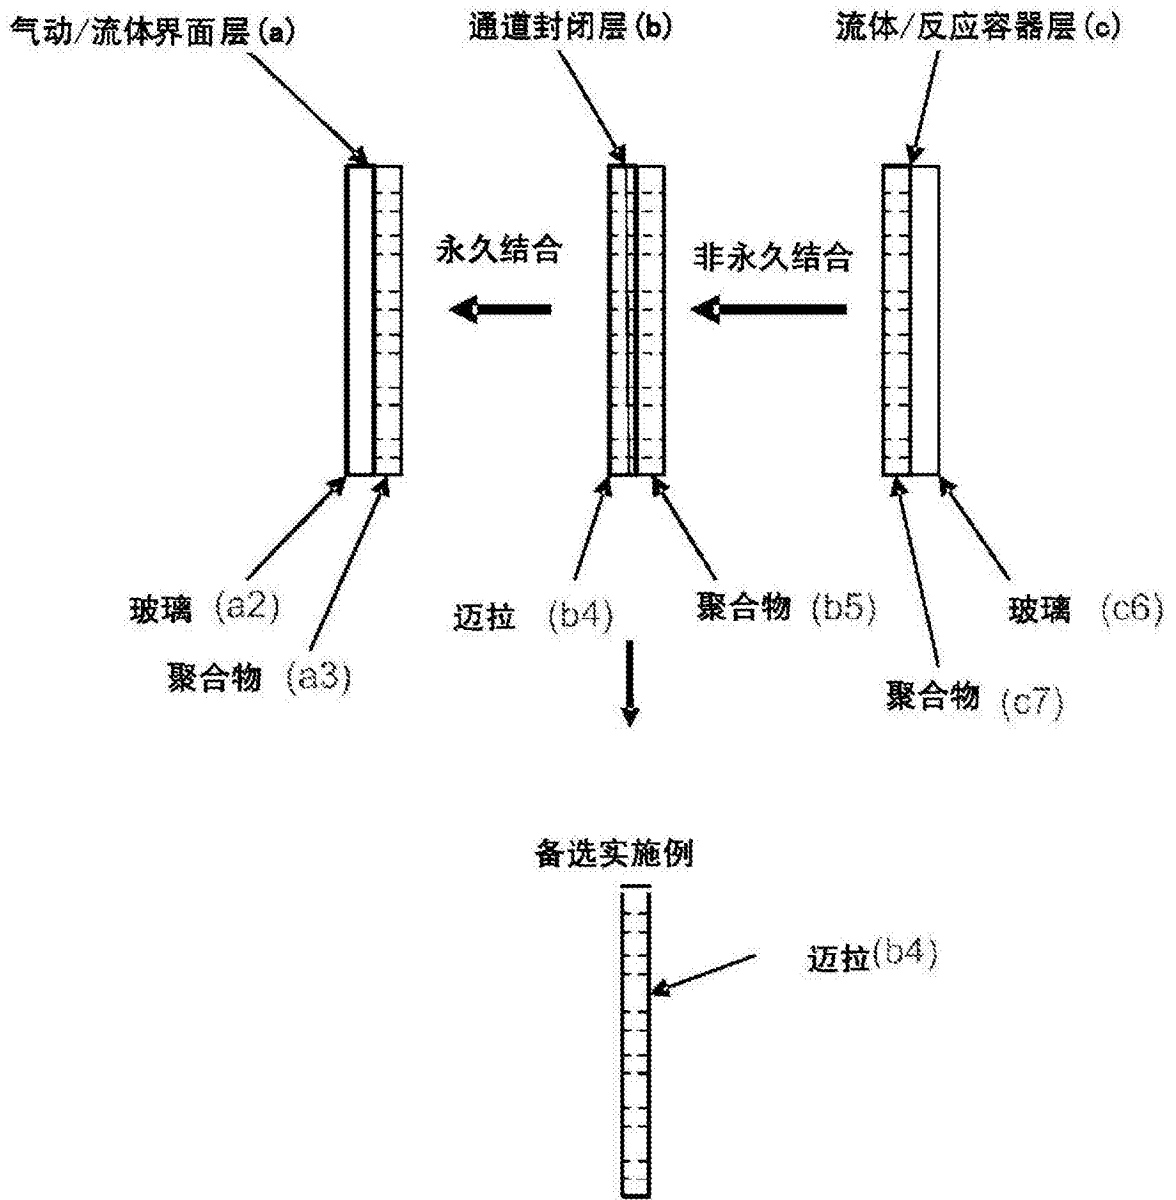 气动/流体界面层(a)
通道封闭层(b)
流体/反应容器层(c)
永久结合
非永久结合
玻璃 (a2)
聚合物 (a3)
迈拉 (b4)
聚合物 (b5)
玻璃 (c6)
聚合物 (c7)
备选实施例
迈拉(b4)